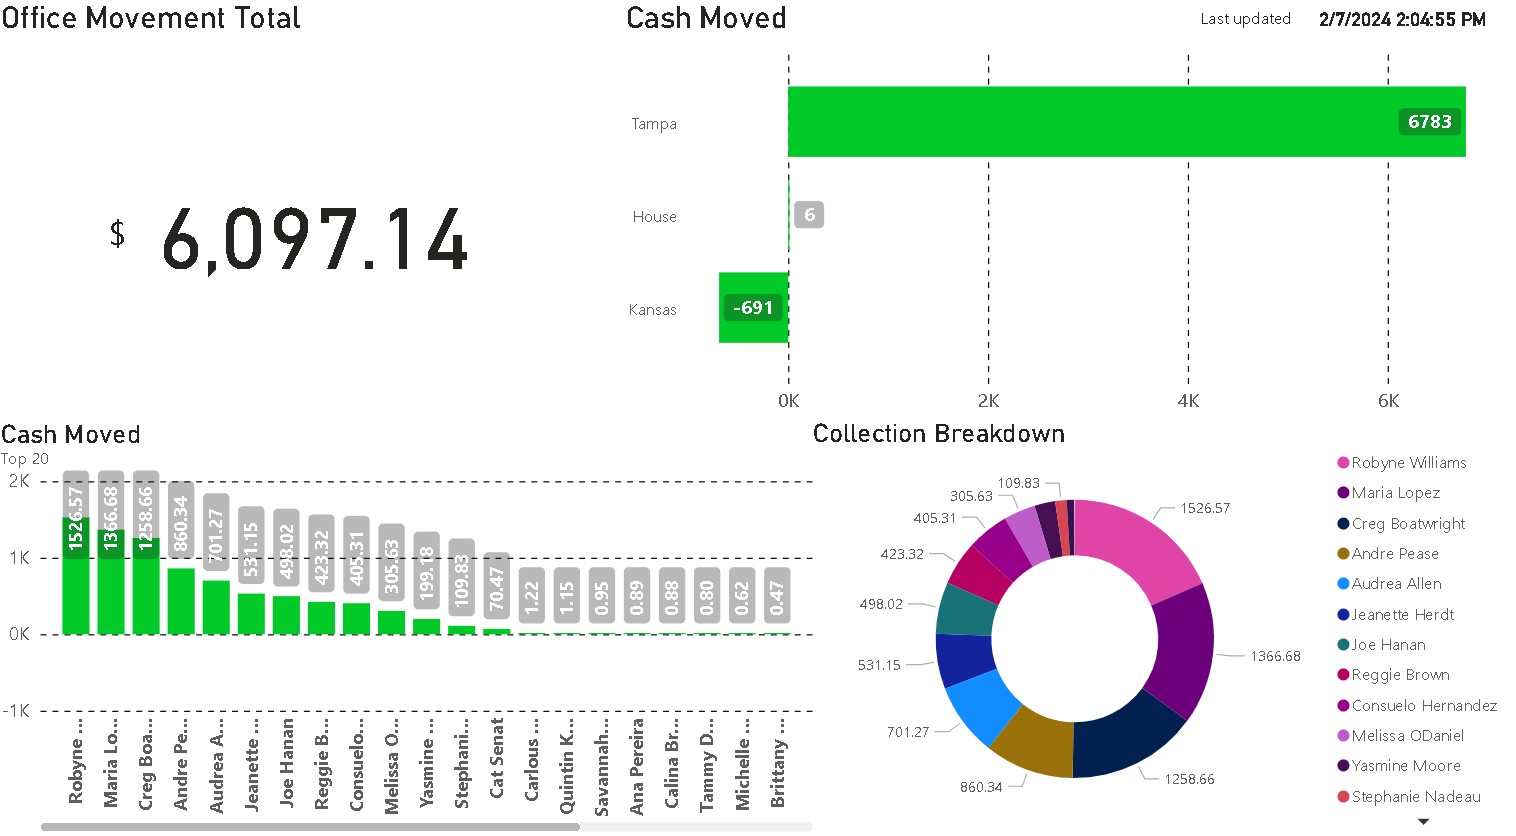 Office Movement Total
$ 6,097.14
Cash Moved
Last updated 2/7/2024 2:04:55 PM
Tampa
6783
House
6
Kansas
-691
0K 2K 4K 6K
Cash Moved
Top 20
2K
1K
0K
-1K
1526.57
1366.68
1258.66
860.34
701.27
531.15
498.02
423.32
405.31
305.63
199.18
109.83
70.47
1.22
1.15
0.95
0.89
0.88
0.80
0.62
0.47
Robyne ...
Maria Lo...
Creg Boa...
Andre Pe...
Audrea A...
Jeanette ...
Joe Hanan
Reggie B...
Consuelo...
Melissa O...
Yasmine ...
Stephani...
Cat Senat
Carlous ...
Quintin K...
Savannah...
Ana Pereira
Calina Br...
Tammy D...
Michelle ...
Brittany ...
Collection Breakdown
1526.57
1366.68
1258.66
860.34
701.27
531.15
498.02
423.32
405.31
305.63
109.83
Robyne Williams
Maria Lopez
Creg Boatwright
Andre Pease
Audrea Allen
Jeanette Herdt
Joe Hanan
Reggie Brown
Consuelo Hernandez
Melissa ODaniel
Yasmine Moore
Stephanie Nadeau